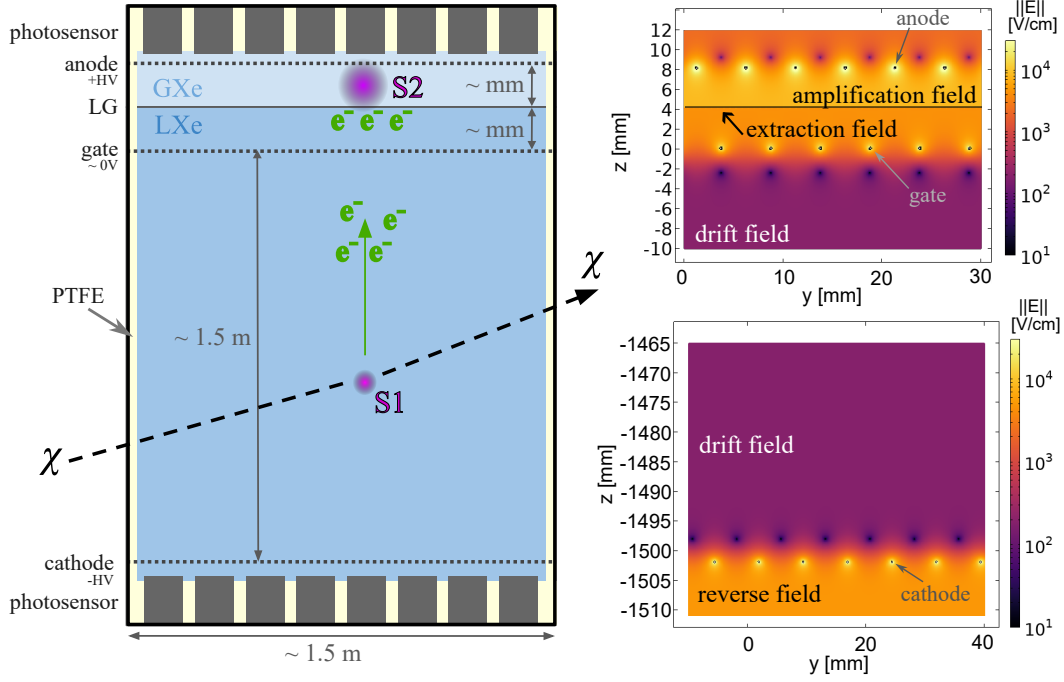 photosensor
anode
+HV
GXe
S2
~ mm
LG
e⁻ e⁻ e⁻
LXe
~ mm
gate
~ 0V
e⁻ e⁻
e⁻ e⁻
χ
PTFE
~ 1.5 m
S1
χ
cathode
-HV
photosensor
~ 1.5 m
||E||
[V/cm]
anode
12
10
8
6
4
2
0
-2
-4
-6
-8
-10
z [mm]
amplification field
extraction field
gate
drift field
0 10 20 30
y [mm]
10⁴
10³
10²
10¹
||E||
[V/cm]
-1465
-1470
-1475
-1480
-1485
-1490
-1495
-1500
-1505
-1510
z [mm]
drift field
reverse field
cathode
0 20 40
y [mm]
10⁴
10³
10²
10¹